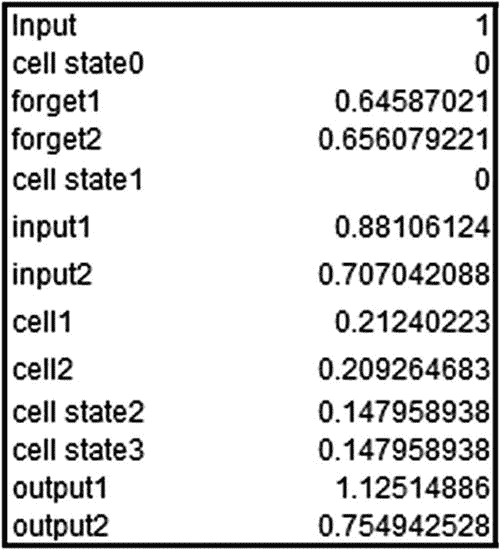 Input 1
cell state0 0
forget1 0.64587021
forget2 0.656079221
cell state1 0
input1 0.88106124
input2 0.707042088
cell1 0.21240223
cell2 0.209264683
cell state2 0.147958938
cell state3 0.147958938
output1 1.12514886
output2 0.754942528